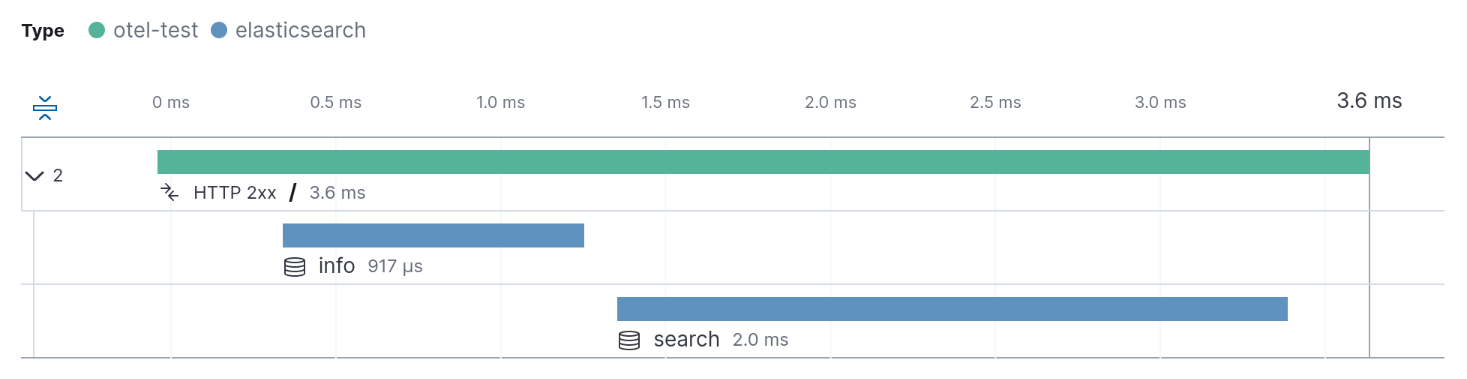 Type otel-test elasticsearch
0 ms 0.5 ms 1.0 ms 1.5 ms 2.0 ms 2.5 ms 3.0 ms 3.6 ms
2
HTTP 2xx / 3.6 ms
info 917 μs
search 2.0 ms